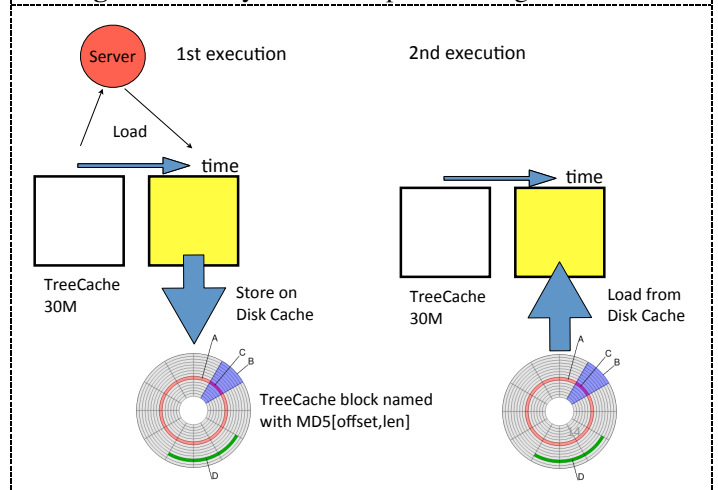 Server
1st execution
2nd execution
Load
time
time
TreeCache
30M
Store on
Disk Cache
TreeCache
30M
Load from
Disk Cache
A
C
B
D
TreeCache block named
with MD5[offset,len]
A
C
B
14
D